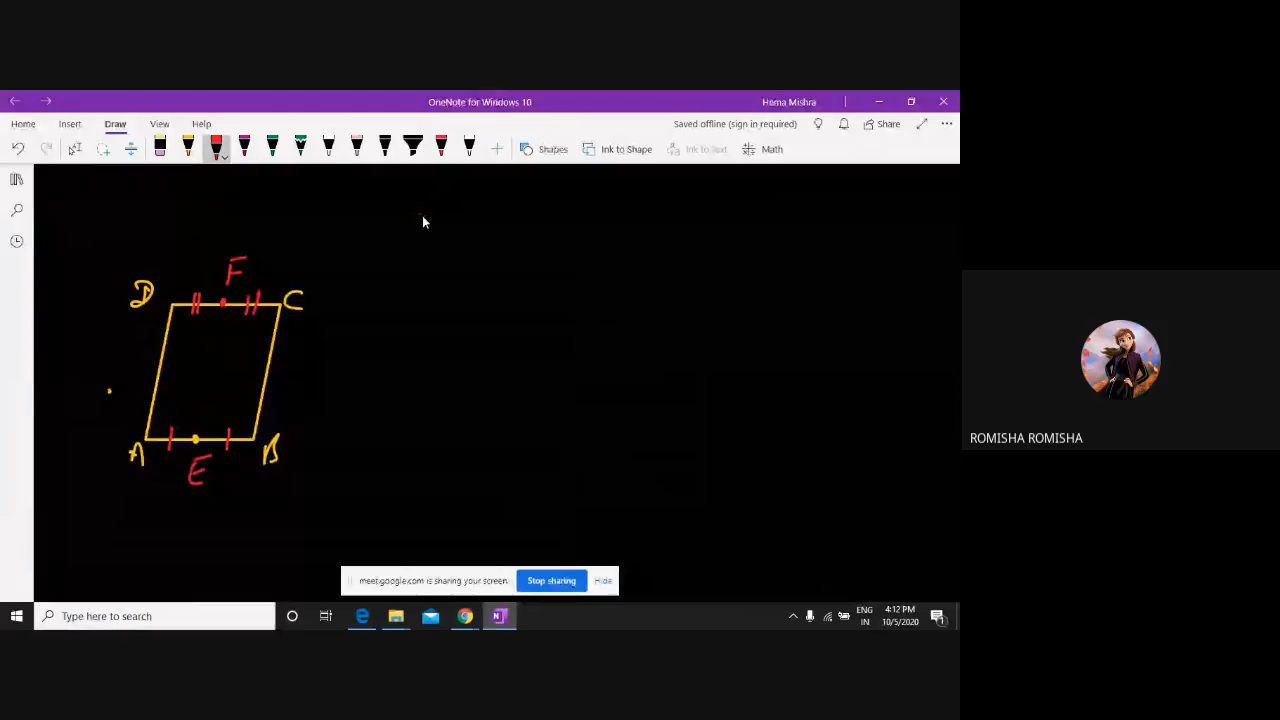 OneNote for Windows 10
Hema Mishra
Home Insert Draw View Help
Saved offline (sign in required)
Share
Shapes
Ink to Shape
Ink to Text
Math
F
D
C
A
B
E
ROMISHA ROMISHA
meet.google.com is sharing your screen.
Stop sharing
Hide
Type here to search
ENG
IN
4:12 PM
10/5/2020
1